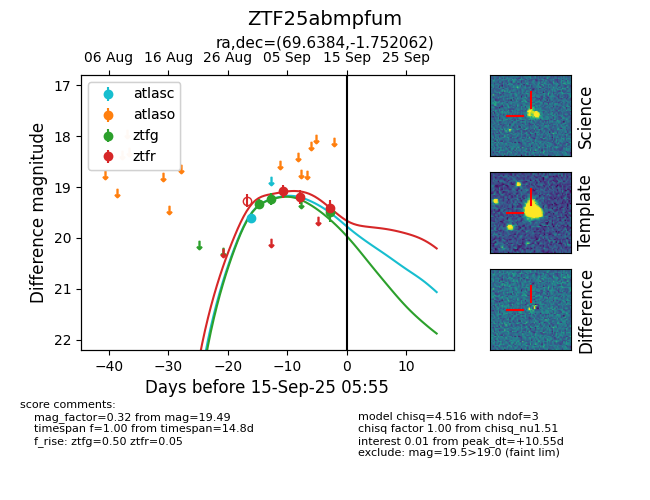 ZTF25abmpfum
ra,dec=(69.6384,-1.752062)
06 Aug 16 Aug 26 Aug 05 Sep 15 Sep 25 Sep
17
18
19
20
21
22
Difference magnitude
atlasc
atlaso
ztfg
ztfr
−40 −30 −20 −10 0 10
Days before 15-Sep-25 05:55
Science
Template
Difference
score comments:
mag_factor=0.32 from mag=19.49
timespan f=1.00 from timespan=14.8d
f_rise: ztfg=0.50 ztfr=0.05
model chisq=4.516 with ndof=3
chisq factor 1.00 from chisq_nu1.51
interest 0.01 from peak_dt=+10.55d
exclude: mag=19.5>19.0 (faint lim)